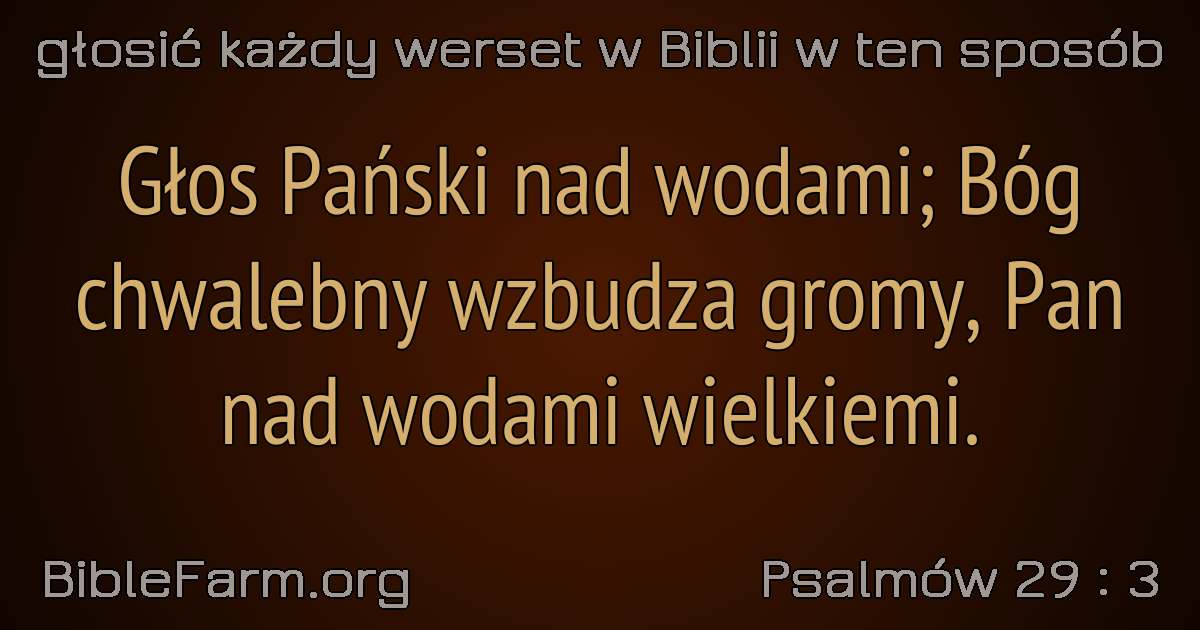 głosić każdy werset w Biblii w ten sposób
Głos Pański nad wodami; Bóg
chwalebny wzbudza gromy, Pan
nad wodami wielkiemi.
BibleFarm.org
Psalmów 29 : 3